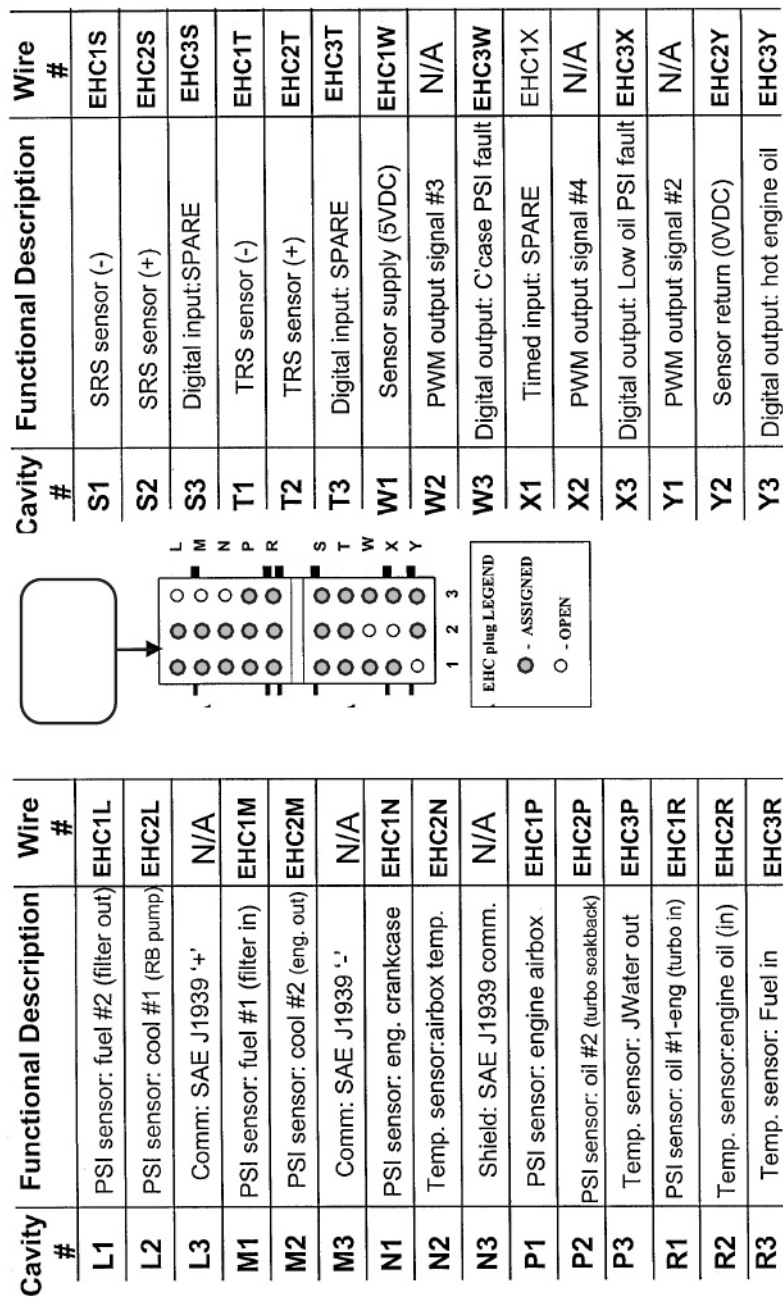 Cavity # Functional Description Wire #
L1 PSI sensor: fuel #2 (filter out) EHC1L
L2 PSI sensor: cool #1 (RB pump) EHC2L
L3 Comm: SAE J1939 ‘+’ N/A
M1 PSI sensor: fuel #1 (filter in) EHC1M
M2 PSI sensor: cool #2 (eng. out) EHC2M
M3 Comm: SAE J1939 ‘-’ N/A
N1 PSI sensor: eng. crankcase EHC1N
N2 Temp. sensor:airbox temp. EHC2N
N3 Shield: SAE J1939 comm. N/A
P1 PSI sensor: engine airbox EHC1P
P2 PSI sensor: oil #2 (turbo soakback) EHC2P
P3 Temp. sensor: JWater out EHC3P
R1 PSI sensor: oil #1-eng (turbo in) EHC1R
R2 Temp. sensor:engine oil (in) EHC2R
R3 Temp. sensor: Fuel in EHC3R
L
M
N
P
R
S
T
W
X
Y
1 2 3
EHC plug LEGEND
- ASSIGNED
- OPEN
Cavity # Functional Description Wire #
S1 SRS sensor (-) EHC1S
S2 SRS sensor (+) EHC2S
S3 Digital input:SPARE EHC3S
T1 TRS sensor (-) EHC1T
T2 TRS sensor (+) EHC2T
T3 Digital input: SPARE EHC3T
W1 Sensor supply (5VDC) EHC1W
W2 PWM output signal #3 N/A
W3 Digital output: C'case PSI fault EHC3W
X1 Timed input: SPARE EHC1X
X2 PWM output signal #4 N/A
X3 Digital output: Low oil PSI fault EHC3X
Y1 PWM output signal #2 N/A
Y2 Sensor return (0VDC) EHC2Y
Y3 Digital output: hot engine oil EHC3Y